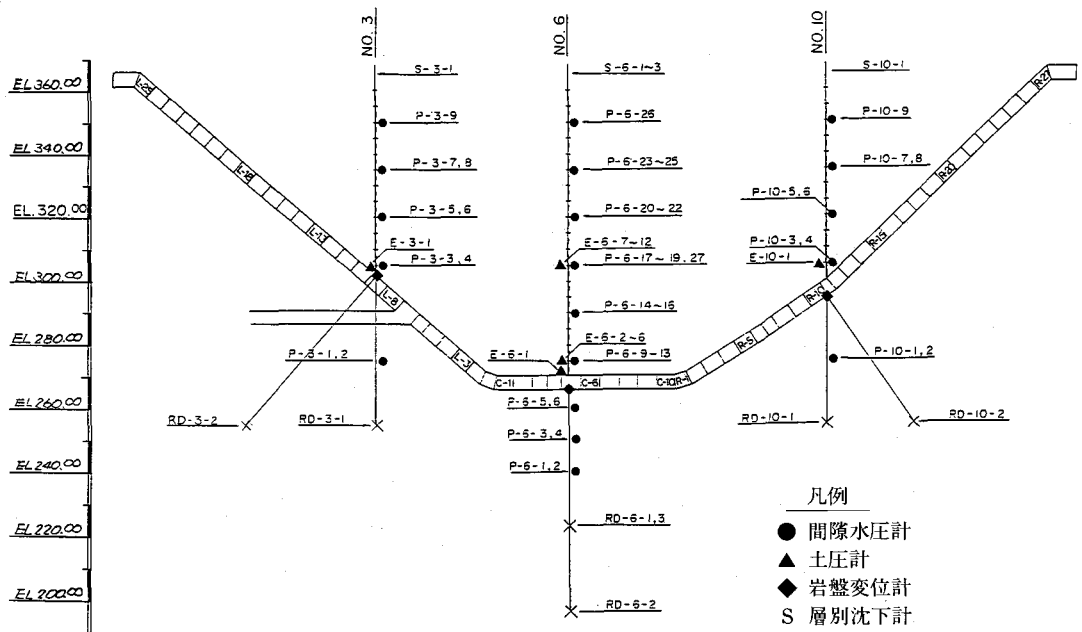 NO. 3
NO. 6
NO. 10
EL 360.00
EL 340.00
EL 320.00
EL 300.00
EL 280.00
EL 260.00
EL 240.00
EL 220.00
EL 200.00
S-3-1
P-3-9
P-3-7, 8
P-3-5, 6
E-3-1
P-3-3, 4
P-3-1, 2
RD-3-2
RD-3-1
S-6-1~3
P-6-26
P-6-23~25
P-6-20~22
E-6-7~12
P-6-17~19. 27
P-6-14~16
E-6-2~6
P-6-9~13
E-6-1
P-6-5, 6
P-6-3, 4
P-6-1, 2
RD-6-1, 3
RD-6-2
S-10-1
P-10-9
P-10-7, 8
P-10-5, 6
P-10-3, 4
E-10-1
P-10-1, 2
RD-10-1
RD-10-2
L-18
L-13
L-8
L-3
C-11
C-6
C-1
R-1
R-5
R-10
R-15
R-27
凡例
間隙水圧計
土圧計
岩盤変位計
S 層別沈下計